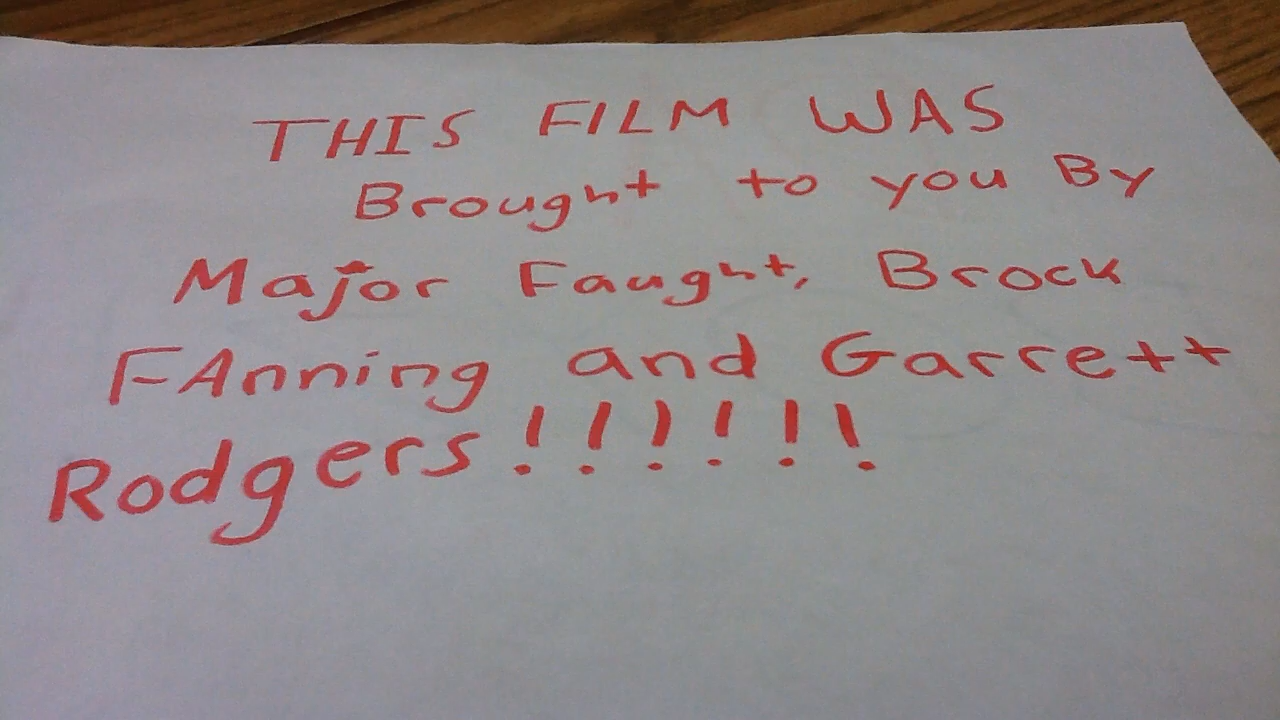 THIS FILM WAS
Brought to you By
Major Faught, Brock
FAnning and Garrett
Rodgers!!!!!!